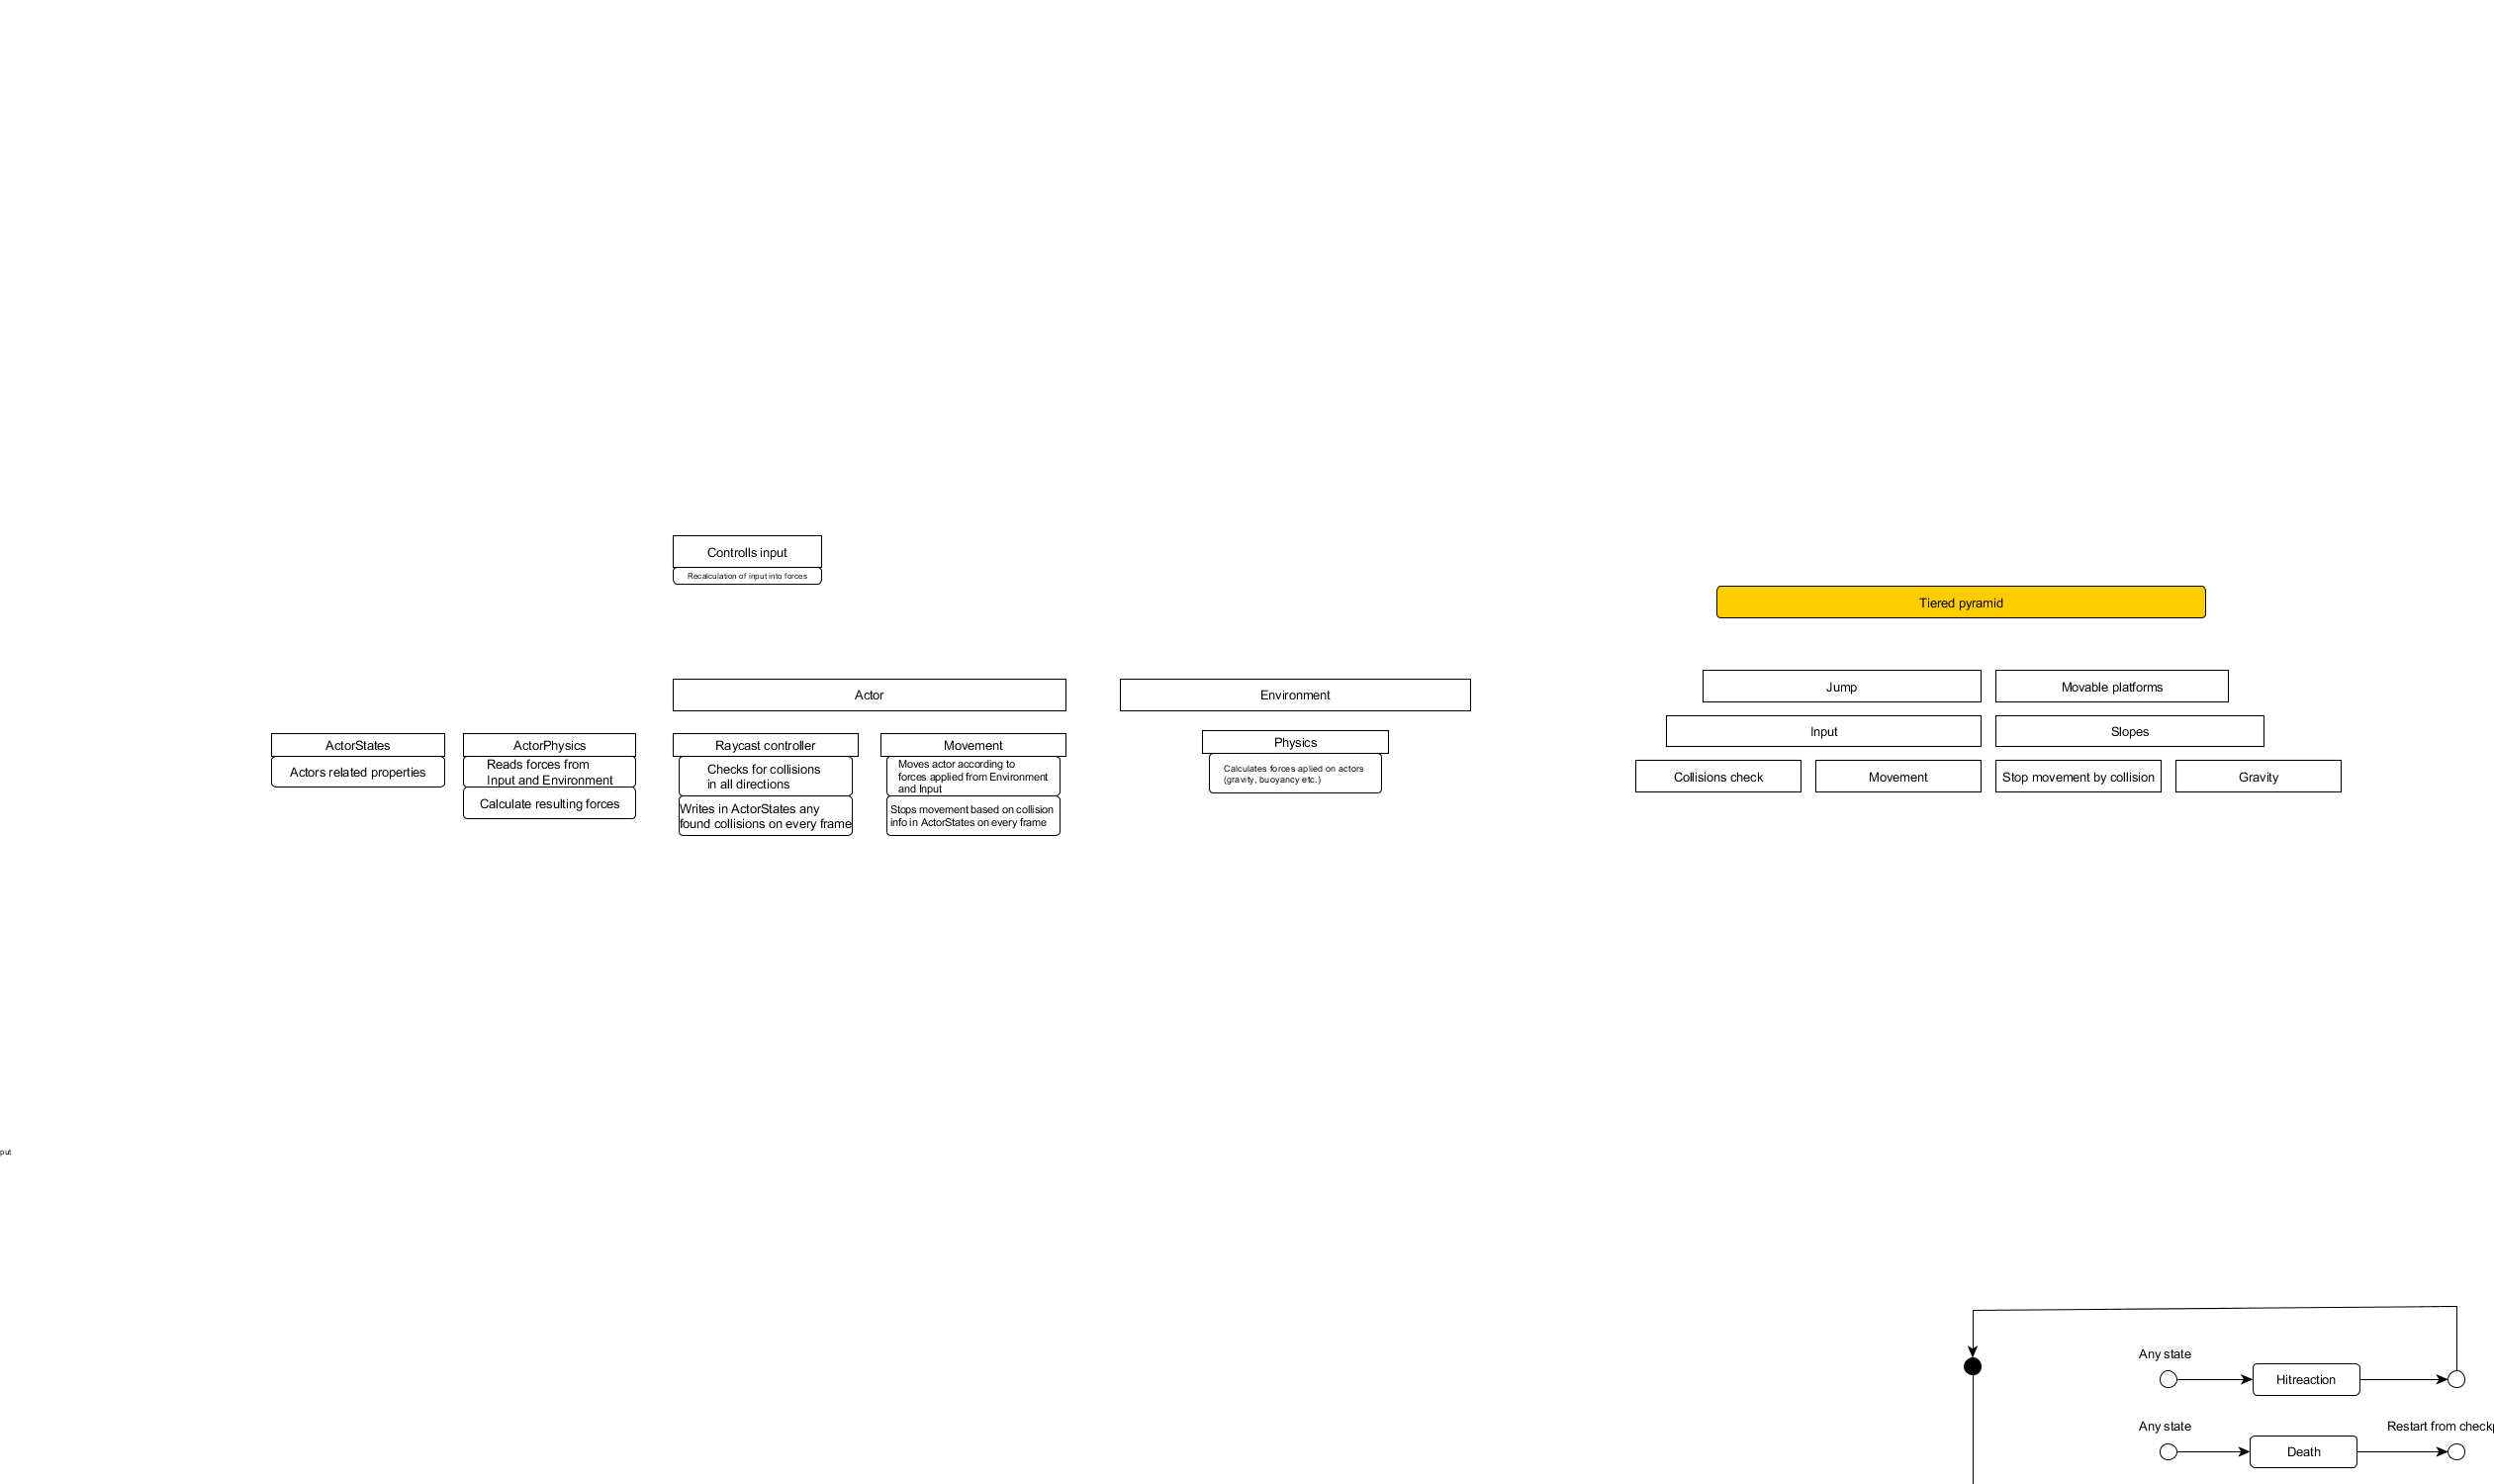 Controlls input
Recalculation of input into forces
Tiered pyramid
Actor
Environment
Jump
Movable platforms
Input
Slopes
ActorStates
ActorPhysics
Raycast controller
Movement
Physics
Actors related properties
Reads forces from
Input and Environment
Calculate resulting forces
Checks for collisions
in all directions
Writes in ActorStates any
found collisions on every frame
Moves actor according to
forces applied from Environment
and Input
Stops movement based on collision
info in ActorStates on every frame
Calculates forces aplied on actors
(gravity, buoyancy etc.)
Collisions check
Movement
Stop movement by collision
Gravity
put
Any state
Hitreaction
Any state
Restart from check
Death